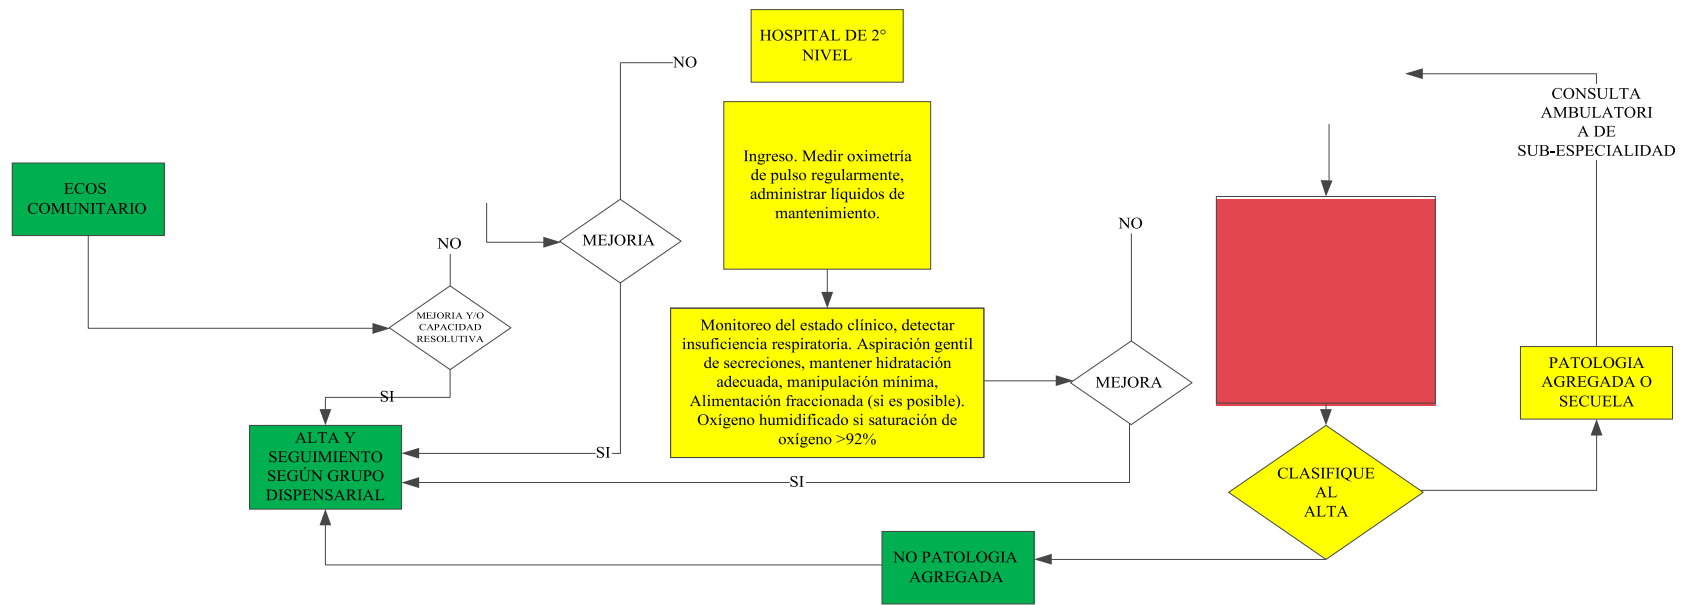 HOSPITAL DE 2°
NIVEL
NO
CONSULTA
AMBULATORI
A DE
SUB-ESPECIALIDAD
Ingreso. Medir oximetría
de pulso regularmente,
administrar líquidos de
mantenimiento.
ECOS
COMUNITARIO
NO
MEJORIA
NO
MEJORIA Y/O
CAPACIDAD
RESOLUTIVA
Monitoreo del estado clínico, detectar
insuficiencia respiratoria. Aspiración gentil
de secreciones, mantener hidratación
adecuada, manipulación mínima,
Alimentación fraccionada (si es posible).
Oxígeno humidificado si saturación de
oxígeno >92%
MEJORA
PATOLOGIA
AGREGADA O
SECUELA
SI
ALTA Y
SEGUIMIENTO
SEGÚN GRUPO
DISPENSARIAL
SI
SI
CLASIFIQUE
AL
ALTA
NO PATOLOGIA
AGREGADA